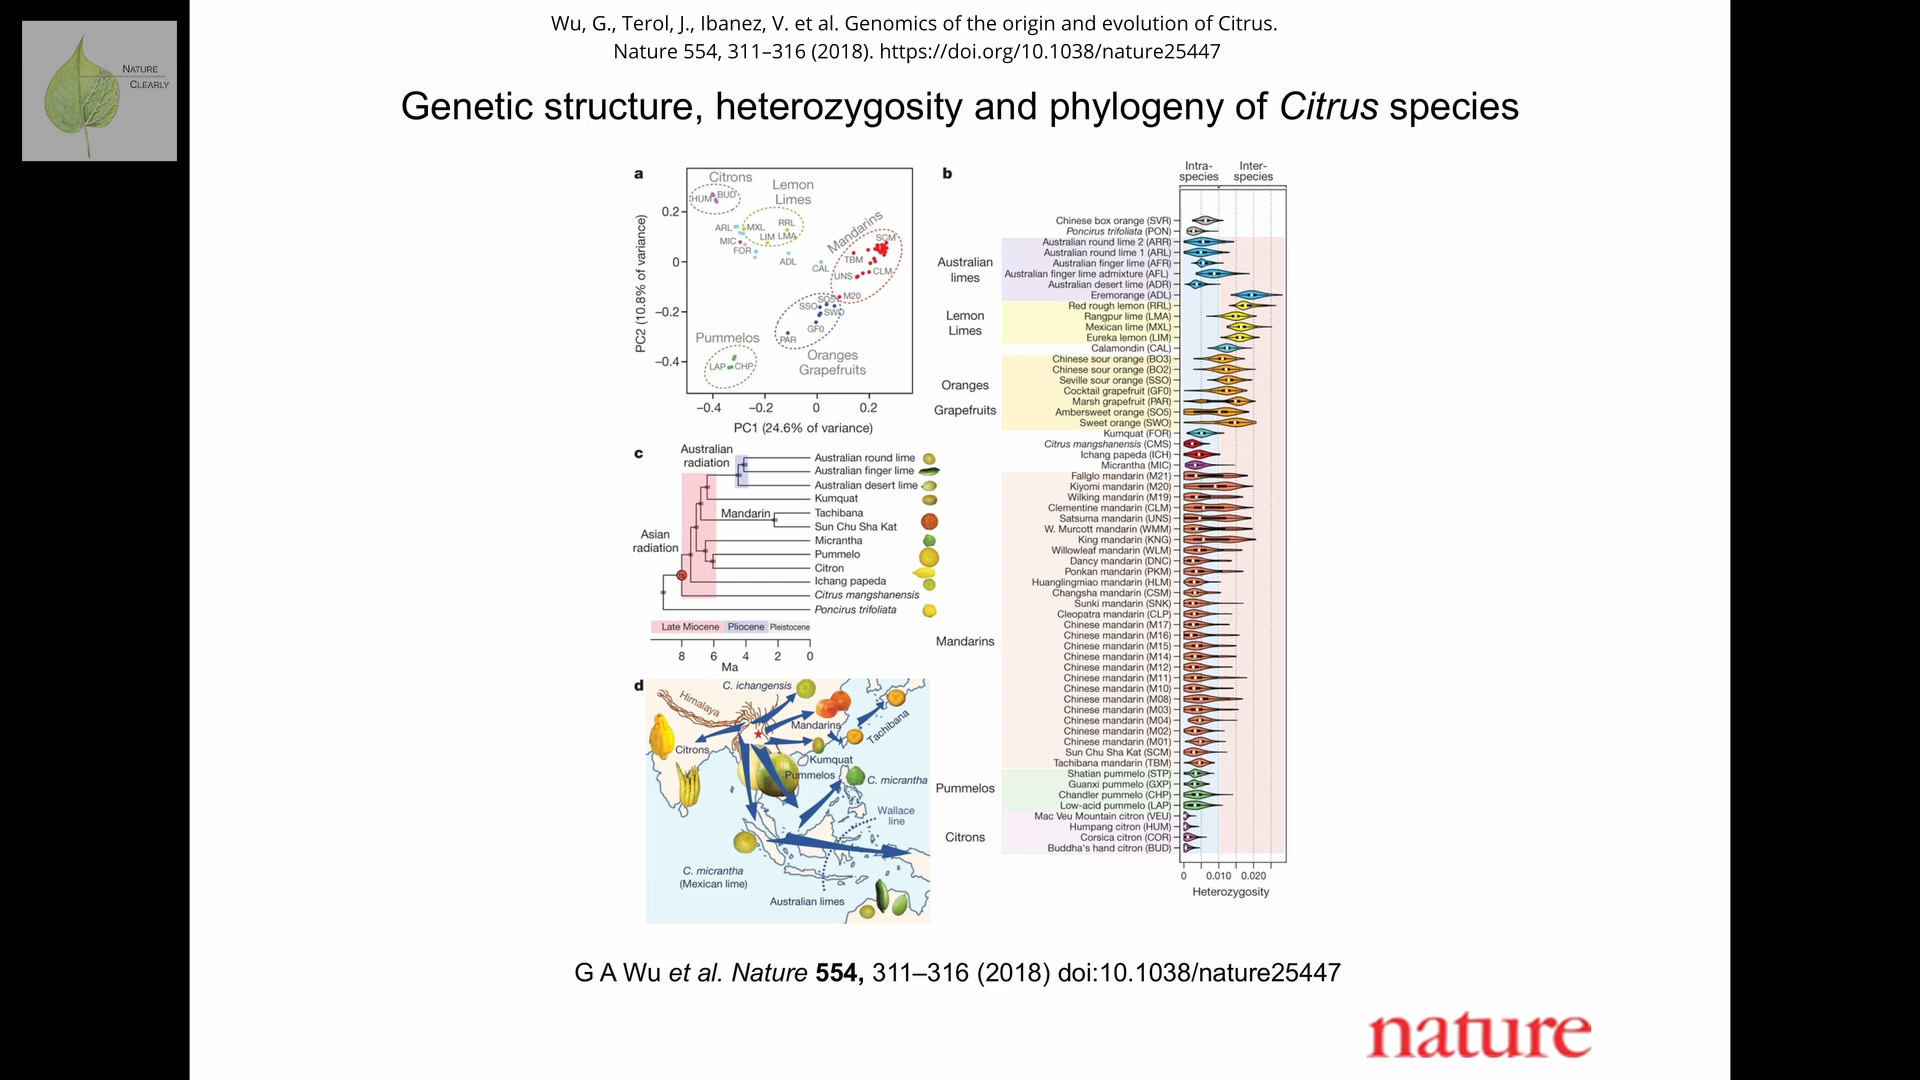 Wu, G., Terol, J., Ibanez, V. et al. Genomics of the origin and evolution of Citrus.
Nature 554, 311–316 (2018). https://doi.org/10.1038/nature25447
NATURE
CLEARLY
Genetic structure, heterozygosity and phylogeny of Citrus species
a
Citrons
HUM BUD
Lemon
Limes
ARL MXL RRL
LIM LMA
MIC
FOR
ADL
CAL
Mandarins
SCM
TBM
CLM
UNS
M20
SO5
SSO
SWO
GF0
PAR
Pummelos
LAP CHP
Oranges
Grapefruits
PC2 (10.8% of variance)
0.2
0
−0.2
−0.4
−0.4 −0.2 0 0.2
PC1 (24.6% of variance)
b
Intra-
species
Inter-
species
Chinese box orange (SVR)
Poncirus trifoliata (PON)
Australian
limes
Australian round lime 2 (ARR)
Australian round lime 1 (ARL)
Australian finger lime (AFR)
Australian finger lime admixture (AFL)
Australian desert lime (ADR)
Eremorange (ADL)
Lemon
Limes
Red rough lemon (RRL)
Rangpur lime (LMA)
Mexican lime (MXL)
Eureka lemon (LIM)
Calamondin (CAL)
Oranges
Grapefruits
Chinese sour orange (BO3)
Chinese sour orange (BO2)
Seville sour orange (SSO)
Cocktail grapefruit (GF0)
Marsh grapefruit (PAR)
Ambersweet orange (SO5)
Sweet orange (SWO)
Kumquat (FOR)
Citrus mangshanensis (CMS)
Ichang papeda (ICH)
Micrantha (MIC)
Mandarins
Fallglo mandarin (M21)
Kiyomi mandarin (M20)
Wilking mandarin (M19)
Clementine mandarin (CLM)
Satsuma mandarin (UNS)
W. Murcott mandarin (WMM)
King mandarin (KNG)
Willowleaf mandarin (WLM)
Dancy mandarin (DNC)
Ponkan mandarin (PKM)
Huanglingmiao mandarin (HLM)
Changsha mandarin (CSM)
Sunki mandarin (SNK)
Cleopatra mandarin (CLP)
Chinese mandarin (M17)
Chinese mandarin (M16)
Chinese mandarin (M15)
Chinese mandarin (M14)
Chinese mandarin (M12)
Chinese mandarin (M11)
Chinese mandarin (M10)
Chinese mandarin (M08)
Chinese mandarin (M03)
Chinese mandarin (M04)
Chinese mandarin (M02)
Chinese mandarin (M01)
Sun Chu Sha Kat (SCM)
Tachibana mandarin (TBM)
Pummelos
Shatian pummelo (STP)
Guanxi pummelo (GXP)
Chandler pummelo (CHP)
Low-acid pummelo (LAP)
Citrons
Mac Veu Mountain citron (VEU)
Humpang citron (HUM)
Corsica citron (COR)
Buddha's hand citron (BUD)
0 0.010 0.020
Heterozygosity
c
Australian
radiation
Asian
radiation
Mandarin
Australian round lime
Australian finger lime
Australian desert lime
Kumquat
Tachibana
Sun Chu Sha Kat
Micrantha
Pummelo
Citron
Ichang papeda
Citrus mangshanensis
Poncirus trifoliata
Late Miocene Pliocene Pleistocene
8 6 4 2 0
Ma
d
C. ichangensis
Himalaya
Mandarins
Tachibana
Citrons
Kumquat
Pummelos
C. micrantha
Wallace
line
C. micrantha
(Mexican lime)
Australian limes
G A Wu et al. Nature 554, 311–316 (2018) doi:10.1038/nature25447
nature